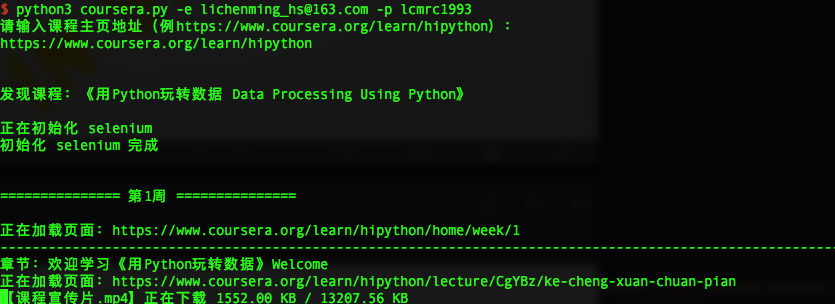 $ python3 coursera.py -e lichenming_hs@163.com -p lcmrc1993
请输入课程主页地址（例https://www.coursera.org/learn/hipython）:
https://www.coursera.org/learn/hipython
发现课程: 《用Python玩转数据 Data Processing Using Python》
正在初始化 selenium
初始化 selenium 完成
=============== 第1周 ===============
正在加载页面: https://www.coursera.org/learn/hipython/home/week/1
--------------------------------------------------------------------------------------------------------
章节: 欢迎学习《用Python玩转数据》Welcome
正在加载页面: https://www.coursera.org/learn/hipython/lecture/CgYBz/ke-cheng-xuan-chuan-pian
【课程宣传片.mp4】正在下载 1552.00 KB / 13207.56 KB